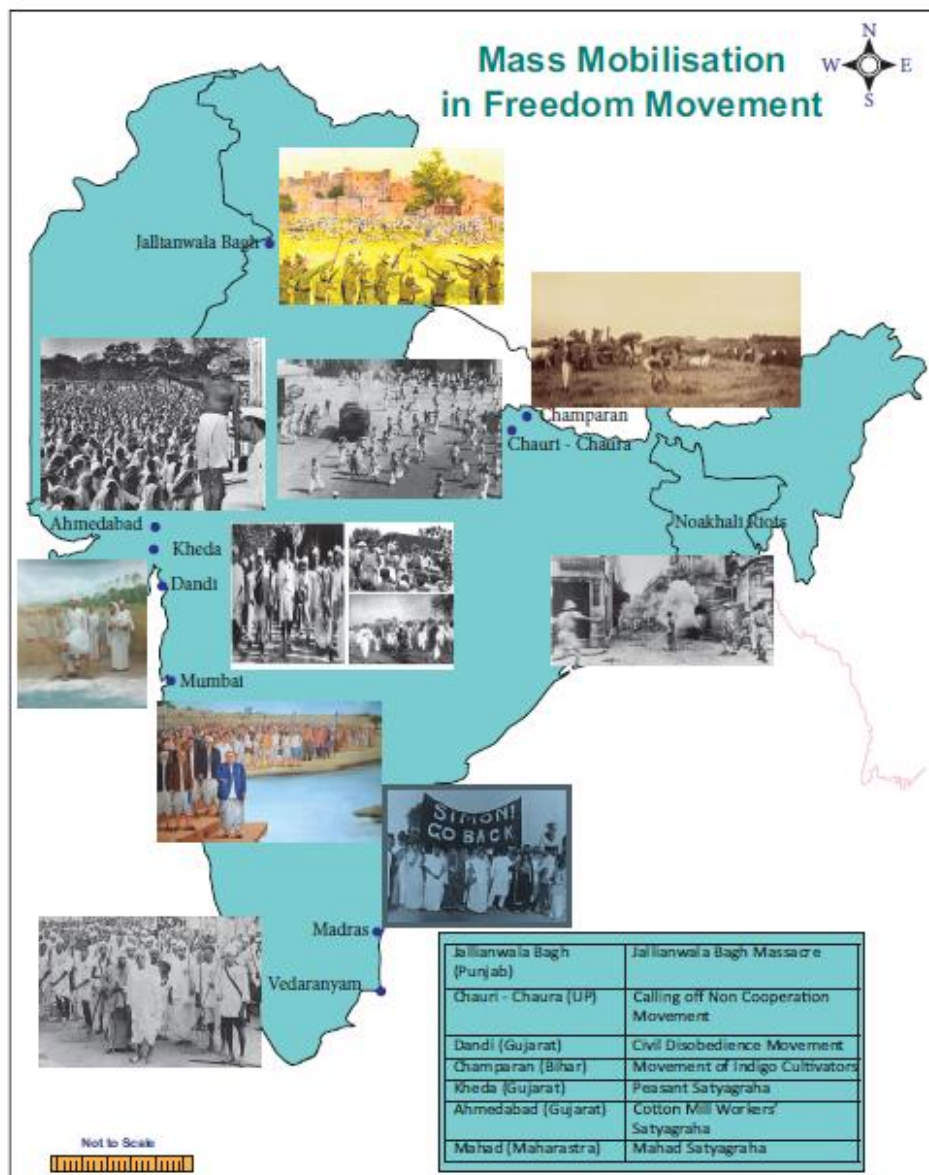 Mass Mobilisation
in Freedom Movement
N
W E
S
Jallianwala Bagh
Champaran
Chauri - Chaura
Ahmedabad
Noakhali Riots
Kheda
Dandi
Mumbai
SIMON!
GO BACK
Madras
Vedaranyam
Jallianwala Bagh Jallianwala Bagh Massacre
(Punjab)
Chauri - Chaura (UP) Calling off Non Cooperation
Movement
Dandi (Gujarat) Civil Disobedience Movement
Champaran (Bihar) Movement of Indigo Cultivators
Kheda (Gujarat) Peasant Satyagraha
Ahmedabad (Gujarat) Cotton Mill Workers'
Satyagraha
Mahad (Maharastra) Mahad Satyagraha
Not to Scale